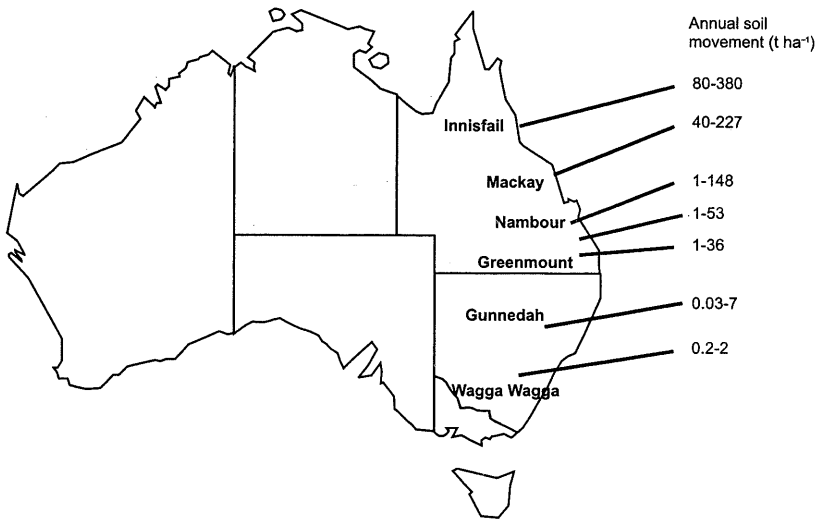 Annual soil
movement (t ha⁻¹)
80-380
Innisfail
40-227
Mackay
1-148
Nambour
1-53
1-36
Greenmount
0.03-7
Gunnedah
0.2-2
Wagga Wagga